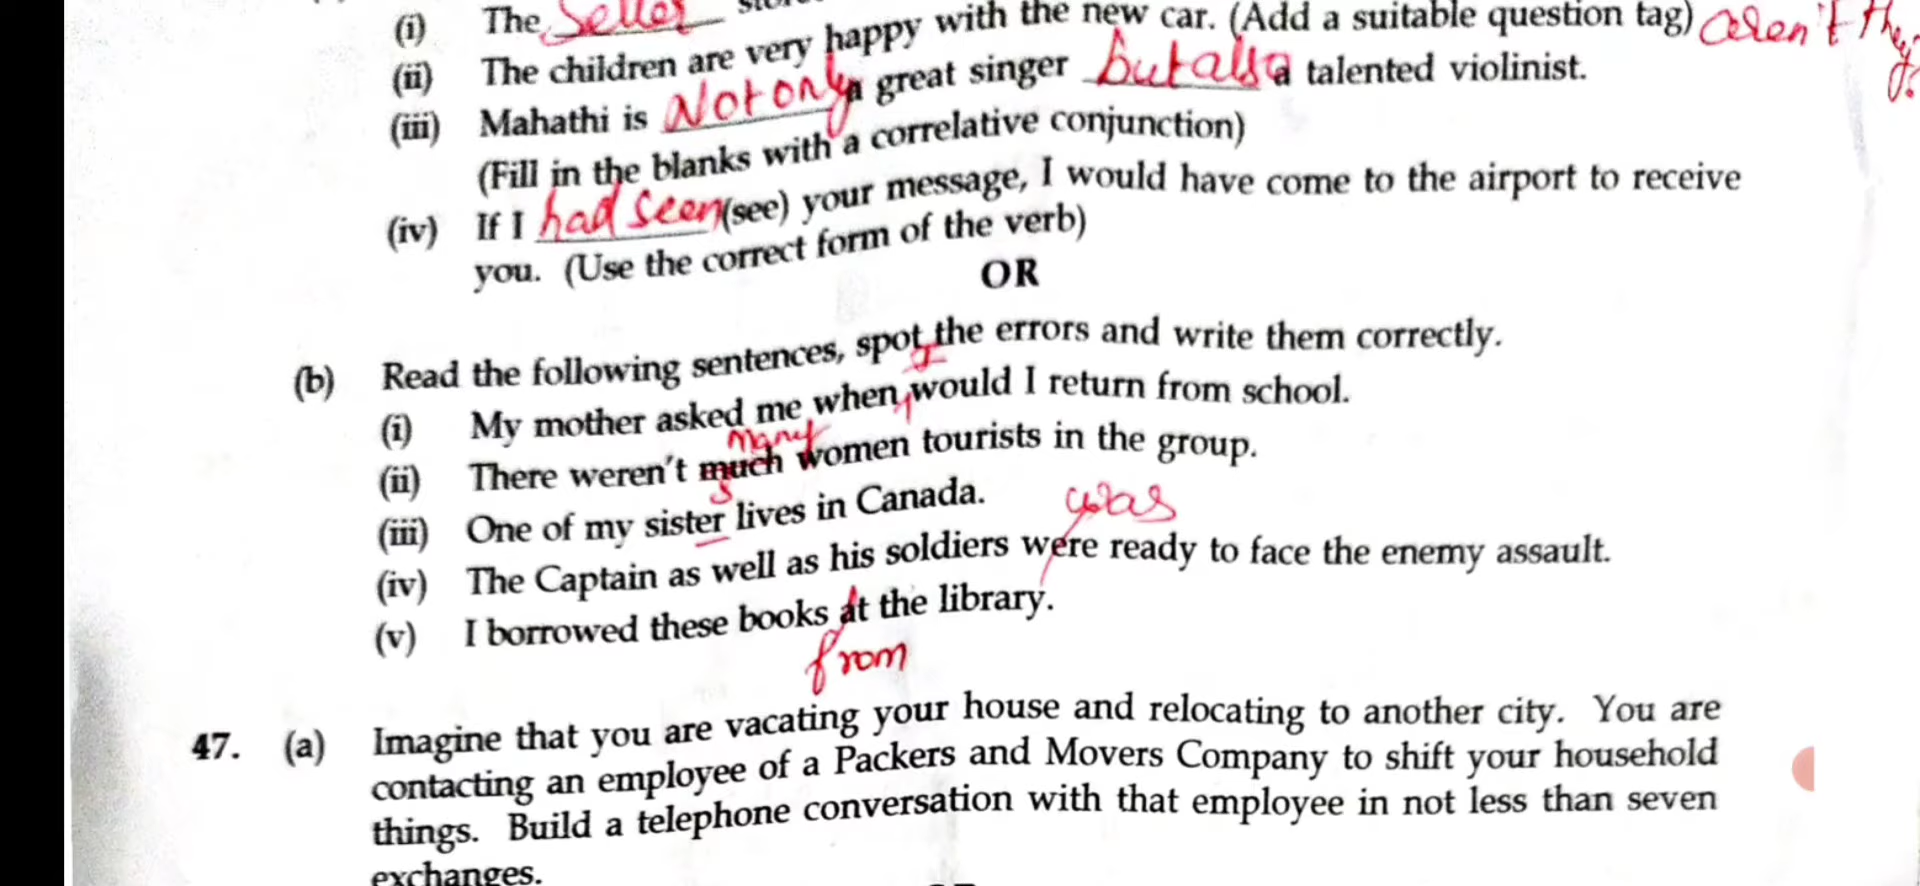 (i) The Seller
(ii) The children are very happy with the new car. (Add a suitable question tag) aren't they?
(iii) Mahathi is Not only a great singer but also a talented violinist.
(Fill in the blanks with a correlative conjunction)
(iv) If I had seen (see) your message, I would have come to the airport to receive
you. (Use the correct form of the verb)
OR
(b) Read the following sentences, spot the errors and write them correctly.
I
(i) My mother asked me when would I return from school.
many
(ii) There weren't much women tourists in the group.
s
(iii) One of my sister lives in Canada.
was
(iv) The Captain as well as his soldiers were ready to face the enemy assault.
(v) I borrowed these books at the library.
from
47. (a) Imagine that you are vacating your house and relocating to another city. You are
contacting an employee of a Packers and Movers Company to shift your household
things. Build a telephone conversation with that employee in not less than seven
exchanges.